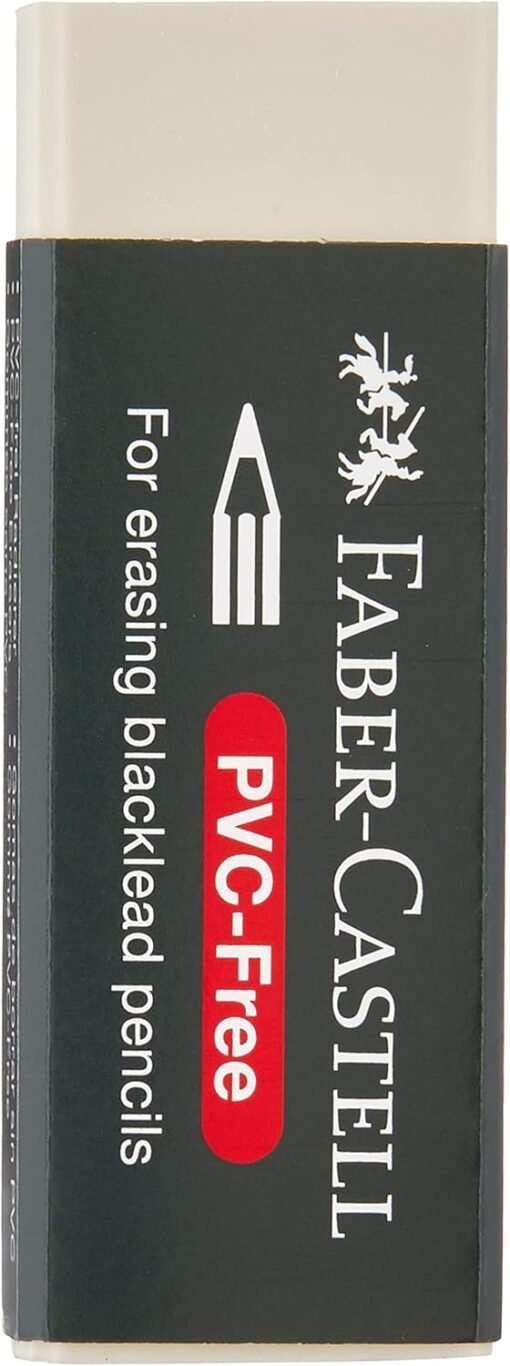 FABER-CASTELL
PVC-Free
For erasing blacklead pencils